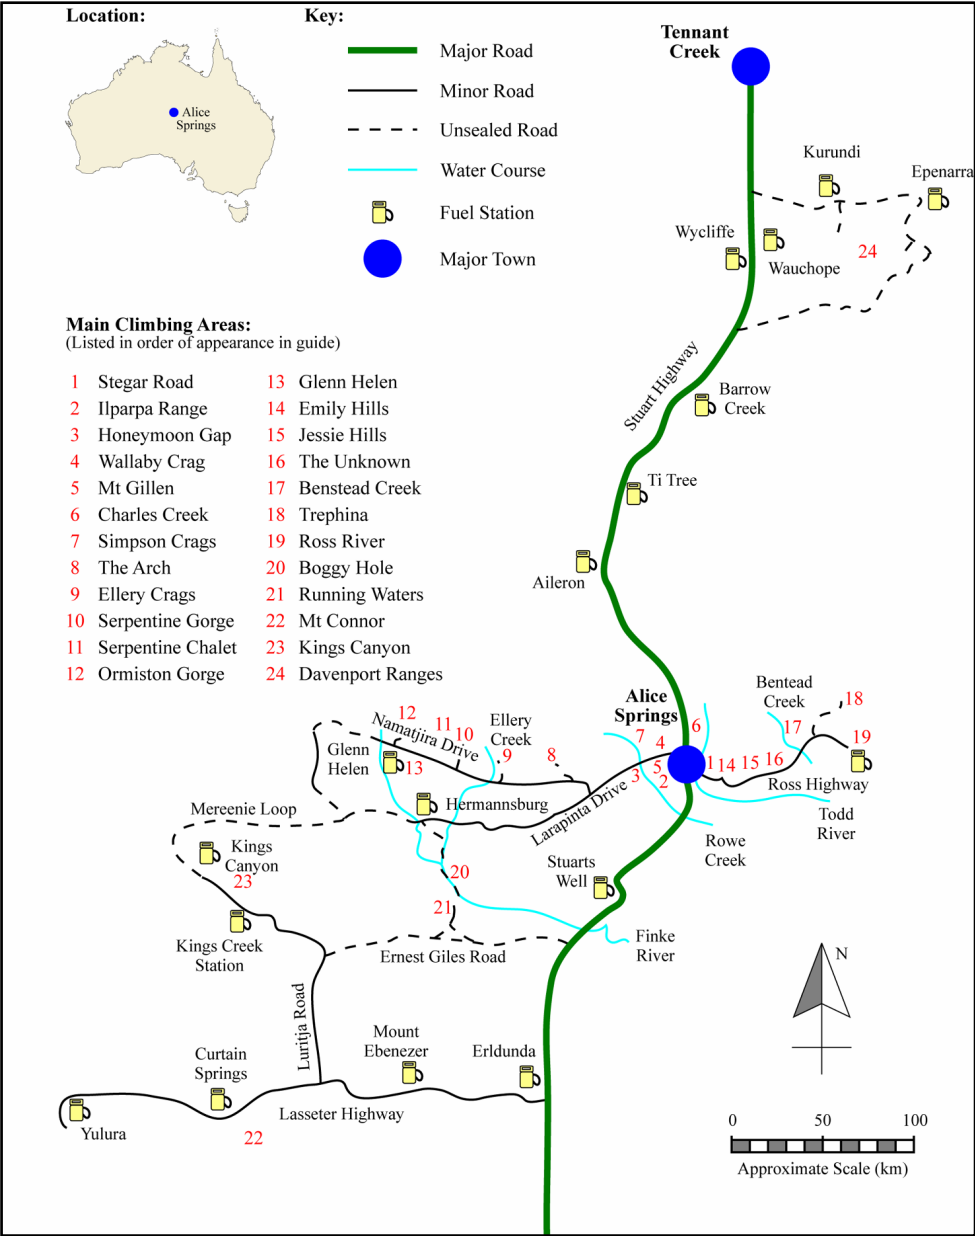 Location:
Key:
Alice
Springs
Major Road
Minor Road
Unsealed Road
Water Course
Fuel Station
Major Town
Main Climbing Areas:
(Listed in order of appearance in guide)
1 Stegar Road
2 Ilparpa Range
3 Honeymoon Gap
4 Wallaby Crag
5 Mt Gillen
6 Charles Creek
7 Simpson Crags
8 The Arch
9 Ellery Crags
10 Serpentine Gorge
11 Serpentine Chalet
12 Ormiston Gorge
13 Glenn Helen
14 Emily Hills
15 Jessie Hills
16 The Unknown
17 Benstead Creek
18 Trephina
19 Ross River
20 Boggy Hole
21 Running Waters
22 Mt Connor
23 Kings Canyon
24 Davenport Ranges
Tennant
Creek
Kurundi
Epenarra
Wycliffe
Wauchope
24
Stuart Highway
Barrow
Creek
Ti Tree
Aileron
Alice
Springs
Bentead
Creek
18
17
19
6
7
4
5
3
2
1
14
15
16
Ross Highway
12
11
10
Namatjira Drive
Ellery
Creek
9
8
Glenn
Helen
13
Hermannsburg
Larapinta Drive
Todd
River
Rowe
Creek
Mereenie Loop
Kings
Canyon
23
Stuarts
Well
20
21
Kings Creek
Station
Ernest Giles Road
Finke
River
N
Luritja Road
Mount
Ebenezer
Erldunda
Curtain
Springs
Lasseter Highway
Yulura
22
0
50
100
Approximate Scale (km)